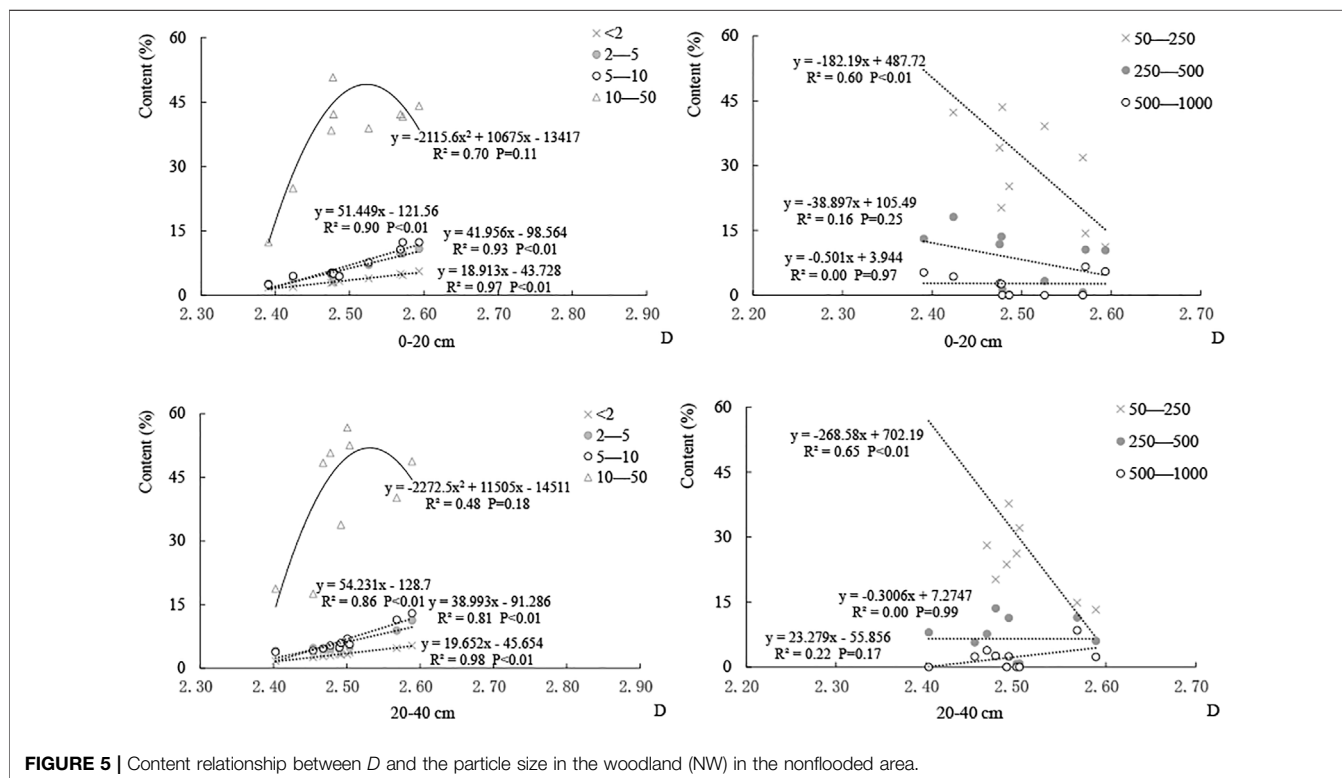 60
45
30
15
0
Content (%)
2.30 2.40 2.50 2.60 2.70 2.80 2.90
0-20 cm
D
<2
2—5
5—10
10—50
y = -2115.6x² + 10675x - 13417
R² = 0.70 P=0.11
y = 51.449x - 121.56
R² = 0.90 P<0.01
y = 41.956x - 98.564
R² = 0.93 P<0.01
y = 18.913x - 43.728
R² = 0.97 P<0.01
60
45
30
15
0
Content (%)
2.20 2.30 2.40 2.50 2.60 2.70
0-20 cm
D
50—250
250—500
500—1000
y = -182.19x + 487.72
R² = 0.60 P<0.01
y = -38.897x + 105.49
R² = 0.16 P=0.25
y = -0.501x + 3.944
R² = 0.00 P=0.97
60
45
30
15
0
Content (%)
2.20 2.30 2.40 2.50 2.60 2.70 2.80 2.90
20-40 cm
D
<2
2—5
5—10
10—50
y = -2272.5x² + 11505x - 14511
R² = 0.48 P=0.18
y = 54.231x - 128.7
R² = 0.86 P<0.01
y = 38.993x - 91.286
R² = 0.81 P<0.01
y = 19.652x - 45.654
R² = 0.98 P<0.01
60
45
30
15
0
Content (%)
2.20 2.30 2.40 2.50 2.60 2.70
20-40 cm
D
50—250
250—500
500—1000
y = -268.58x + 702.19
R² = 0.65 P<0.01
y = -0.3006x + 7.2747
R² = 0.00 P=0.99
y = 23.279x - 55.856
R² = 0.22 P=0.17
FIGURE 5 | Content relationship between D and the particle size in the woodland (NW) in the nonflooded area.